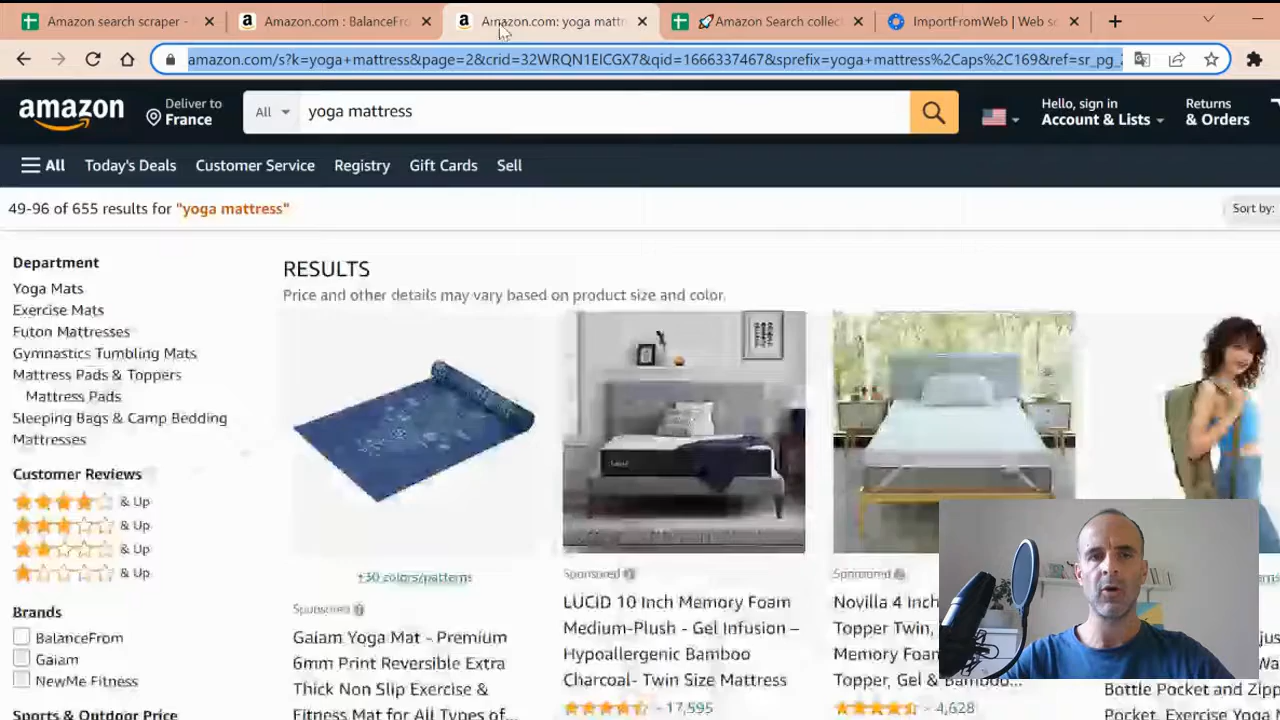 Amazon search scraper -
Amazon.com : BalanceFro
Amazon.com: yoga mattr
🚀Amazon Search collect
ImportFromWeb | Web s
amazon.com/s?k=yoga+mattress&page=2&crid=32WRQN1EICGX7&qid=1666337467&sprefix=yoga+mattress%2Caps%2C169&ref=sr_pg_
amazon
Deliver to
France
All
yoga mattress
Hello, sign in
Account & Lists
Returns
& Orders
All
Today's Deals
Customer Service
Registry
Gift Cards
Sell
49-96 of 655 results for "yoga mattress"
Sort by:
Department
Yoga Mats
Exercise Mats
Futon Mattresses
Gymnastics Tumbling Mats
Mattress Pads & Toppers
Mattress Pads
Sleeping Bags & Camp Bedding
Mattresses
Customer Reviews
& Up
& Up
& Up
& Up
Brands
BalanceFrom
Gaiam
NewMe Fitness
Sports & Outdoor Price
RESULTS
Price and other details may vary based on product size and color.
+30 colors/patterns
Sponsored
Gaiam Yoga Mat - Premium
6mm Print Reversible Extra
Thick Non Slip Exercise &
Fitness Mat for All Types of
Sponsored
LUCID 10 Inch Memory Foam
Medium-Plush - Gel Infusion –
Hypoallergenic Bamboo
Charcoal- Twin Size Mattress
17,595
Sponsored
Novilla 4 Inch
Topper Twin,
Memory Foam
Topper, Gel & Bamboo...
4,628
Bottle Pocket and Zipp
Pocket, Exercise Yoga